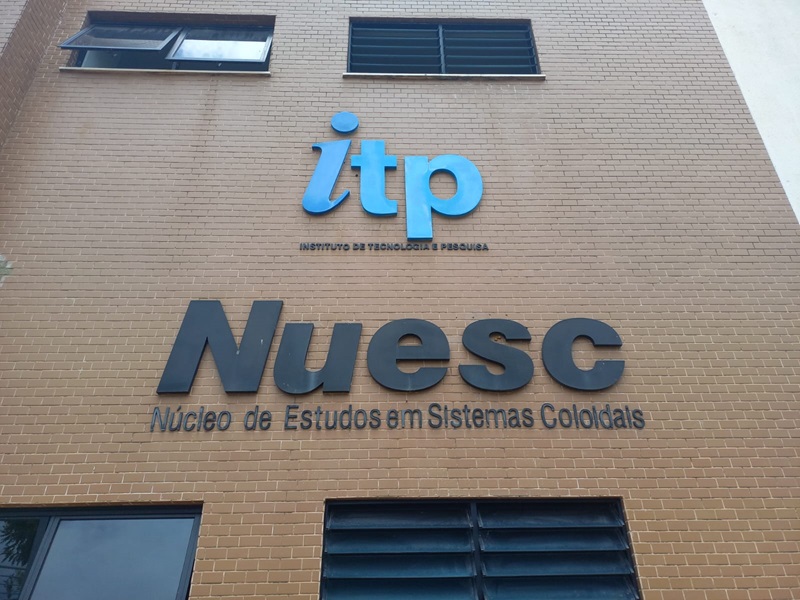 itp
INSTITUTO DE TECNOLOGIA E PESQUISA
Nuesc
Núcleo de Estudos em Sistemas Coloidais